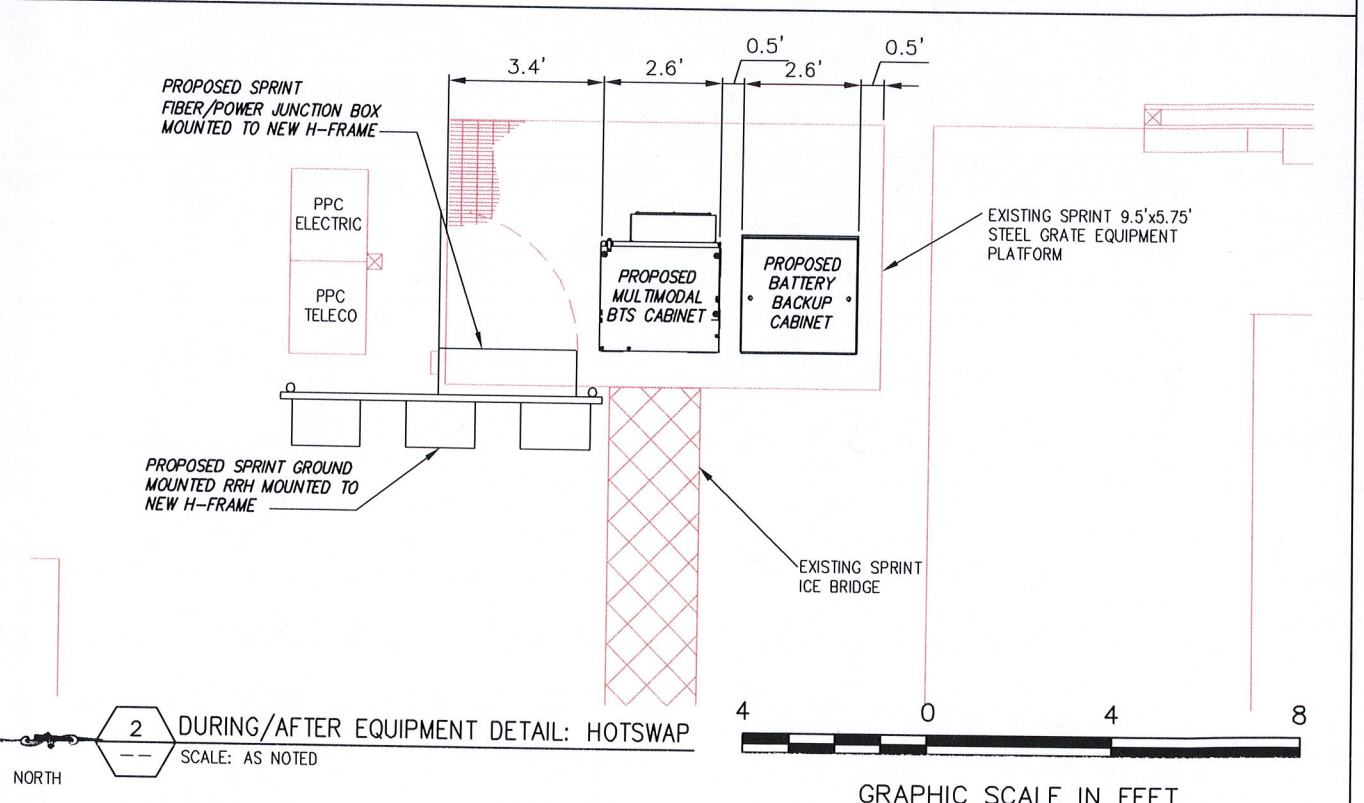 0.5'
0.5'
3.4'
2.6'
2.6'
PROPOSED SPRINT
FIBER/POWER JUNCTION BOX
MOUNTED TO NEW H-FRAME
PPC
ELECTRIC
PPC
TELECO
PROPOSED
MULTIMODAL
BTS CABINET
PROPOSED
BATTERY
BACKUP
CABINET
EXISTING SPRINT 9.5'x5.75'
STEEL GRATE EQUIPMENT
PLATFORM
PROPOSED SPRINT GROUND
MOUNTED RRH MOUNTED TO
NEW H-FRAME
EXISTING SPRINT
ICE BRIDGE
NORTH
2
--
DURING/AFTER EQUIPMENT DETAIL: HOTSWAP
SCALE: AS NOTED
4 0 4 8
GRAPHIC SCALE IN FEET